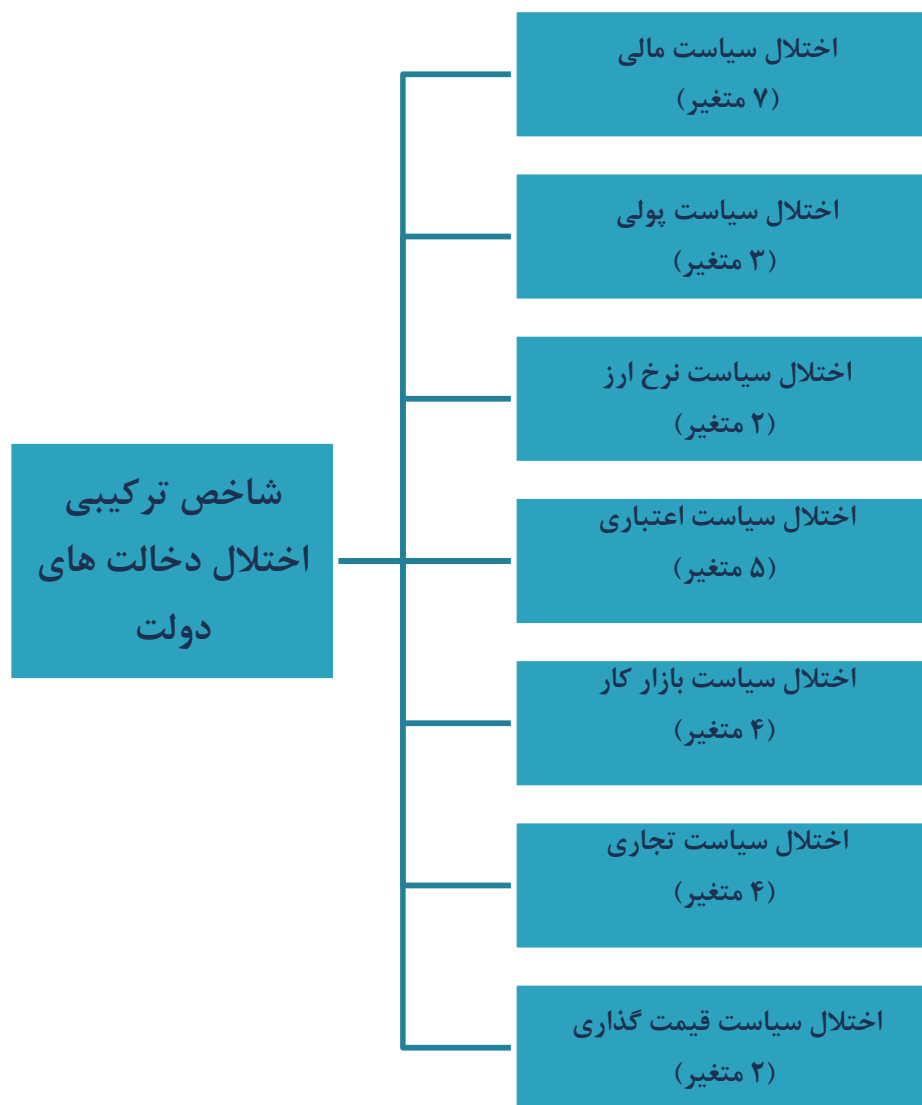 اختلال سیاست مالی
(۷ متغیر)
اختلال سیاست پولی
(۳ متغیر)
اختلال سیاست نرخ ارز
(۲ متغیر)
شاخص ترکیبی
اختلال دخالت های
دولت
اختلال سیاست اعتباری
(۵ متغیر)
اختلال سیاست بازار کار
(۴ متغیر)
اختلال سیاست تجاری
(۴ متغیر)
اختلال سیاست قیمت گذاری
(۲ متغیر)